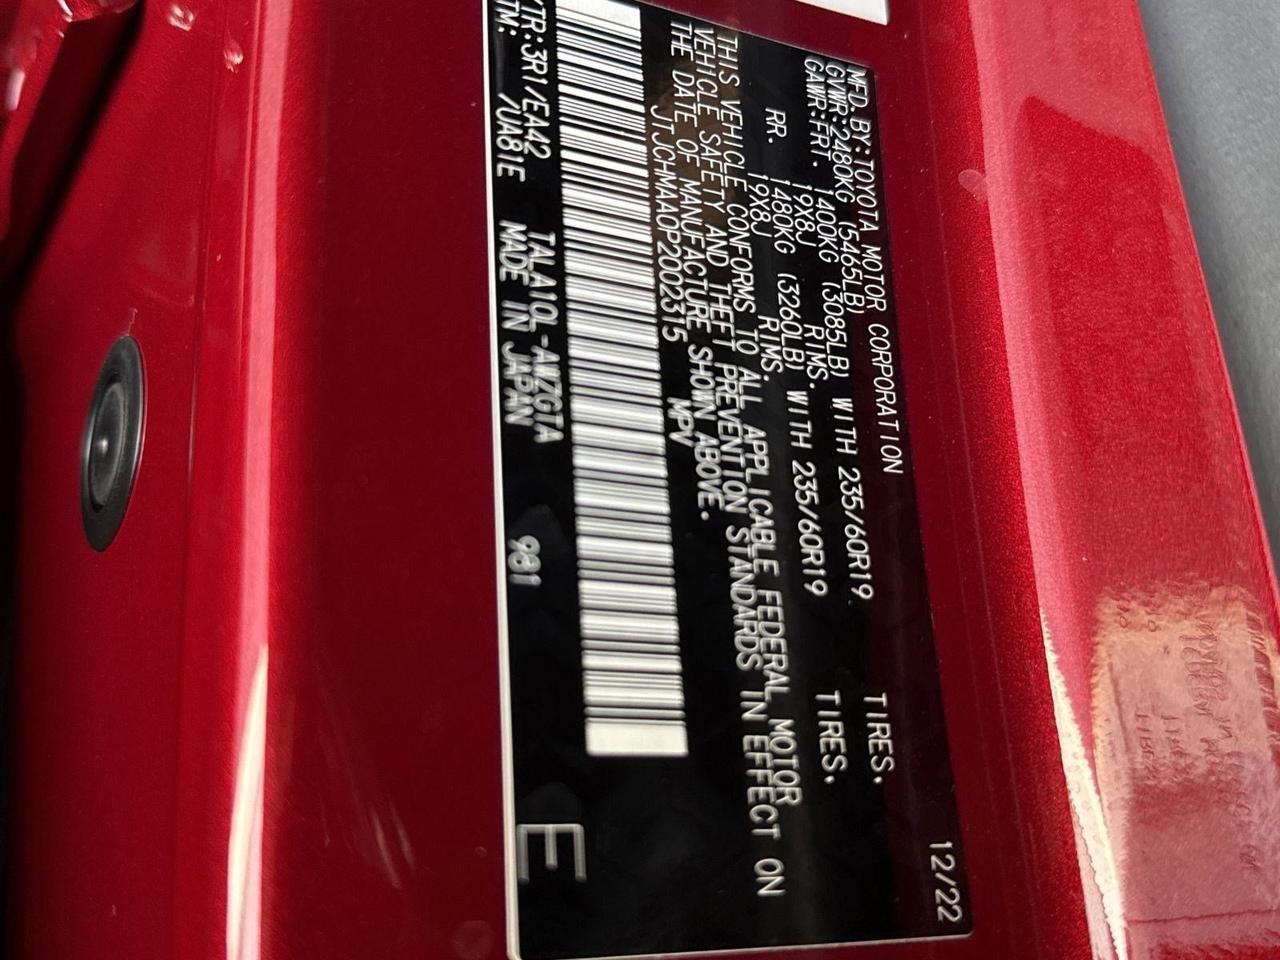 MFD. BY: TOYOTA MOTOR CORPORATION 12/22
GVWR: 2480KG (5465LB)
GAWR: FRT. 1400KG (3085LB) WITH 235/60R19 TIRES.
19X8J RIMS.
RR. 1480KG (3260LB) WITH 235/60R19 TIRES.
19X8J RIMS.
THIS VEHICLE CONFORMS TO ALL APPLICABLE FEDERAL MOTOR
VEHICLE SAFETY AND THEFT PREVENTION STANDARDS IN EFFECT ON
THE DATE OF MANUFACTURE SHOWN ABOVE.
JTJCHMAA0P2002315 MPV
/TR: 3R1/EA42 TALA10L-AWZGTA 981
TM: /UA81E MADE IN JAPAN
E